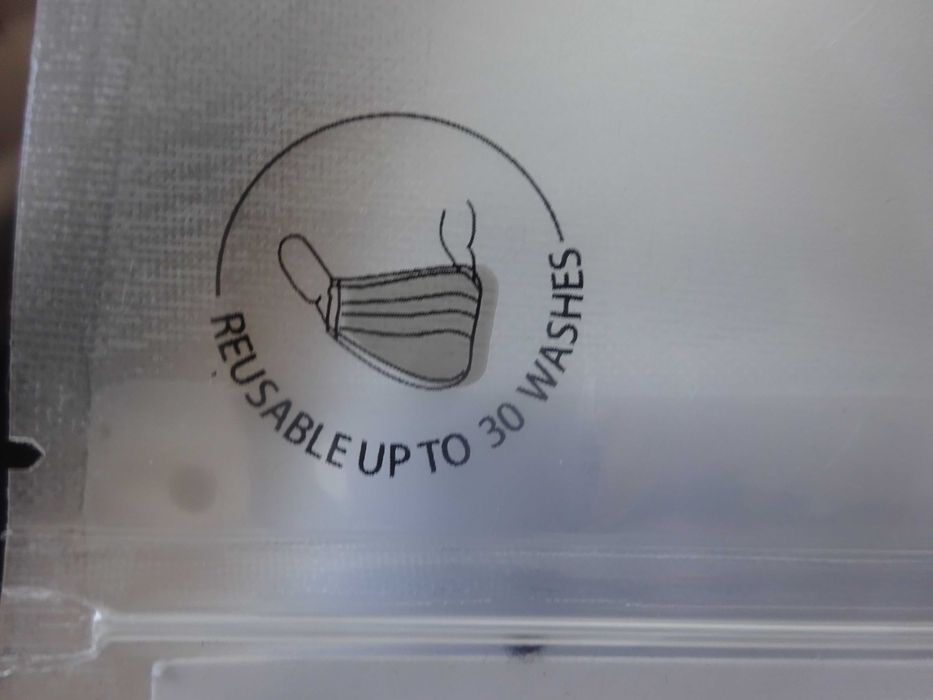 REUSABLE UP TO 30 WASHES